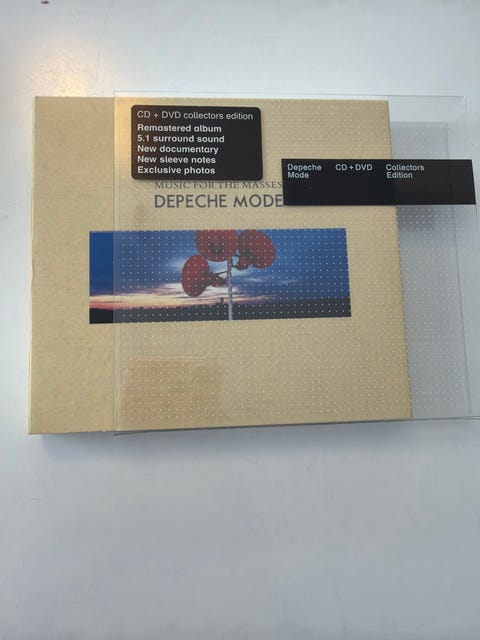 CD + DVD collectors edition
Remastered album
5.1 surround sound
New documentary
New sleeve notes
Exclusive photos
Depeche Mode
CD + DVD
Collectors Edition
MUSIC FOR THE MASSES
DEPECHE MODE